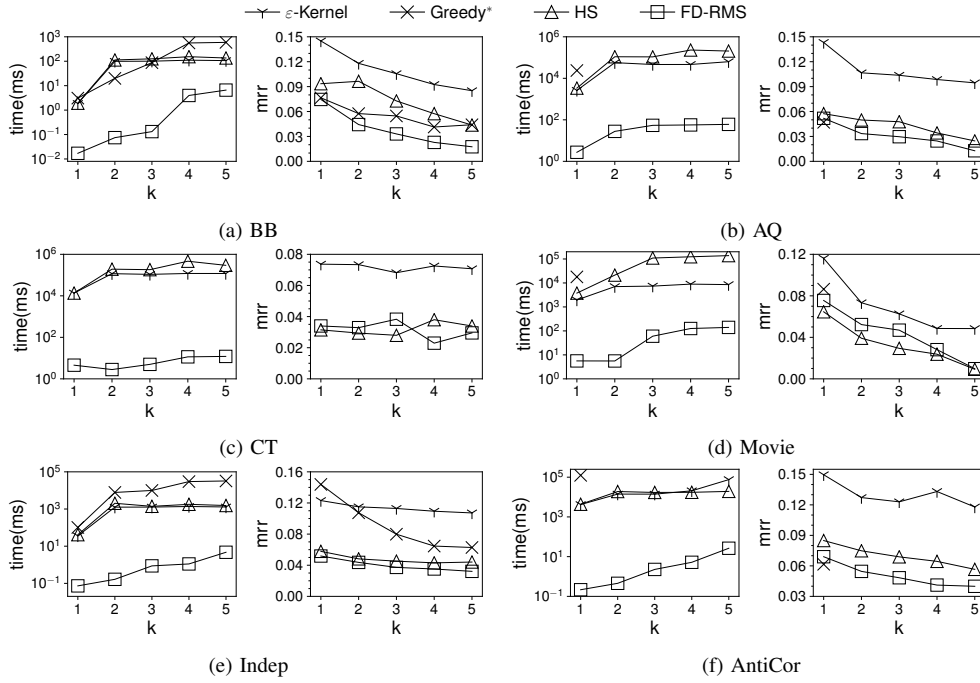 ε-Kernel Greedy* HS FD-RMS
time(ms)
10³
10²
10¹
10⁰
10⁻¹
10⁻²
1 2 3 4 5
k
mrr
0.15
0.12
0.09
0.06
0.03
0.00
1 2 3 4 5
k
(a) BB
time(ms)
10⁶
10⁴
10²
10⁰
1 2 3 4 5
k
mrr
0.15
0.12
0.09
0.06
0.03
0.00
1 2 3 4 5
k
(b) AQ
time(ms)
10⁶
10⁴
10²
10⁰
1 2 3 4 5
k
mrr
0.08
0.06
0.04
0.02
0.00
1 2 3 4 5
k
(c) CT
time(ms)
10⁵
10⁴
10³
10²
10¹
10⁰
1 2 3 4 5
k
mrr
0.12
0.08
0.04
0.00
1 2 3 4 5
k
(d) Movie
time(ms)
10⁵
10³
10¹
10⁻¹
1 2 3 4 5
k
mrr
0.16
0.12
0.08
0.04
0.00
1 2 3 4 5
k
(e) Indep
time(ms)
10⁵
10³
10¹
10⁻¹
1 2 3 4 5
k
mrr
0.15
0.12
0.09
0.06
0.03
1 2 3 4 5
k
(f) AntiCor